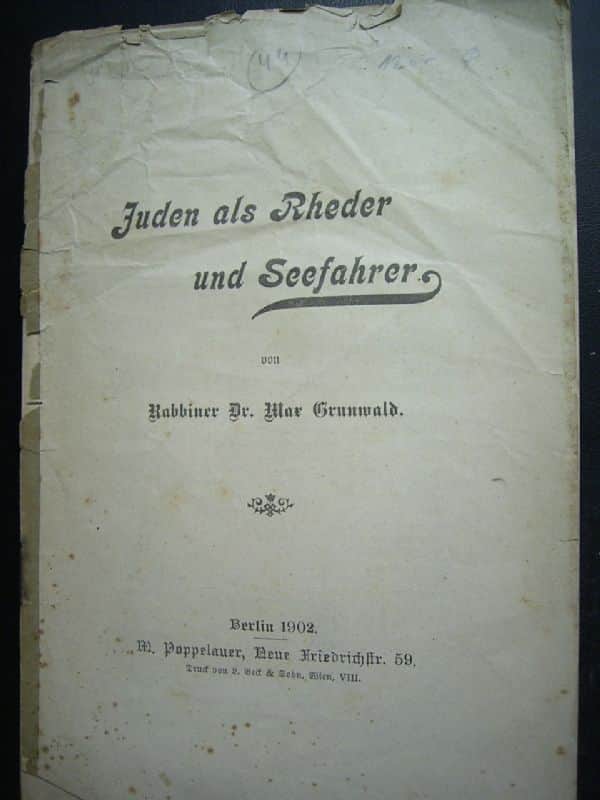 44
Juden als Rheder
und Seefahrer.
von
Rabbiner Dr. Max Grunwald.
Berlin 1902.
M. Poppelauer, Neue Friedrichstr. 59.
Druck von L. Beck & Sohn, Wien, VIII.